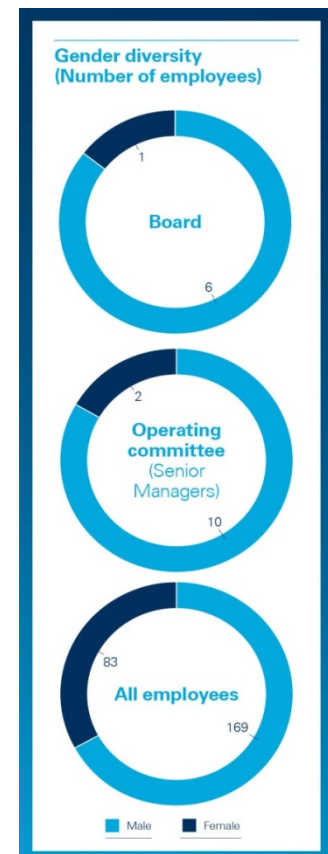 Gender diversity
(Number of employees)
1
Board
6
2
Operating
committee
(Senior
Managers)
10
83
All employees
169
Male Female